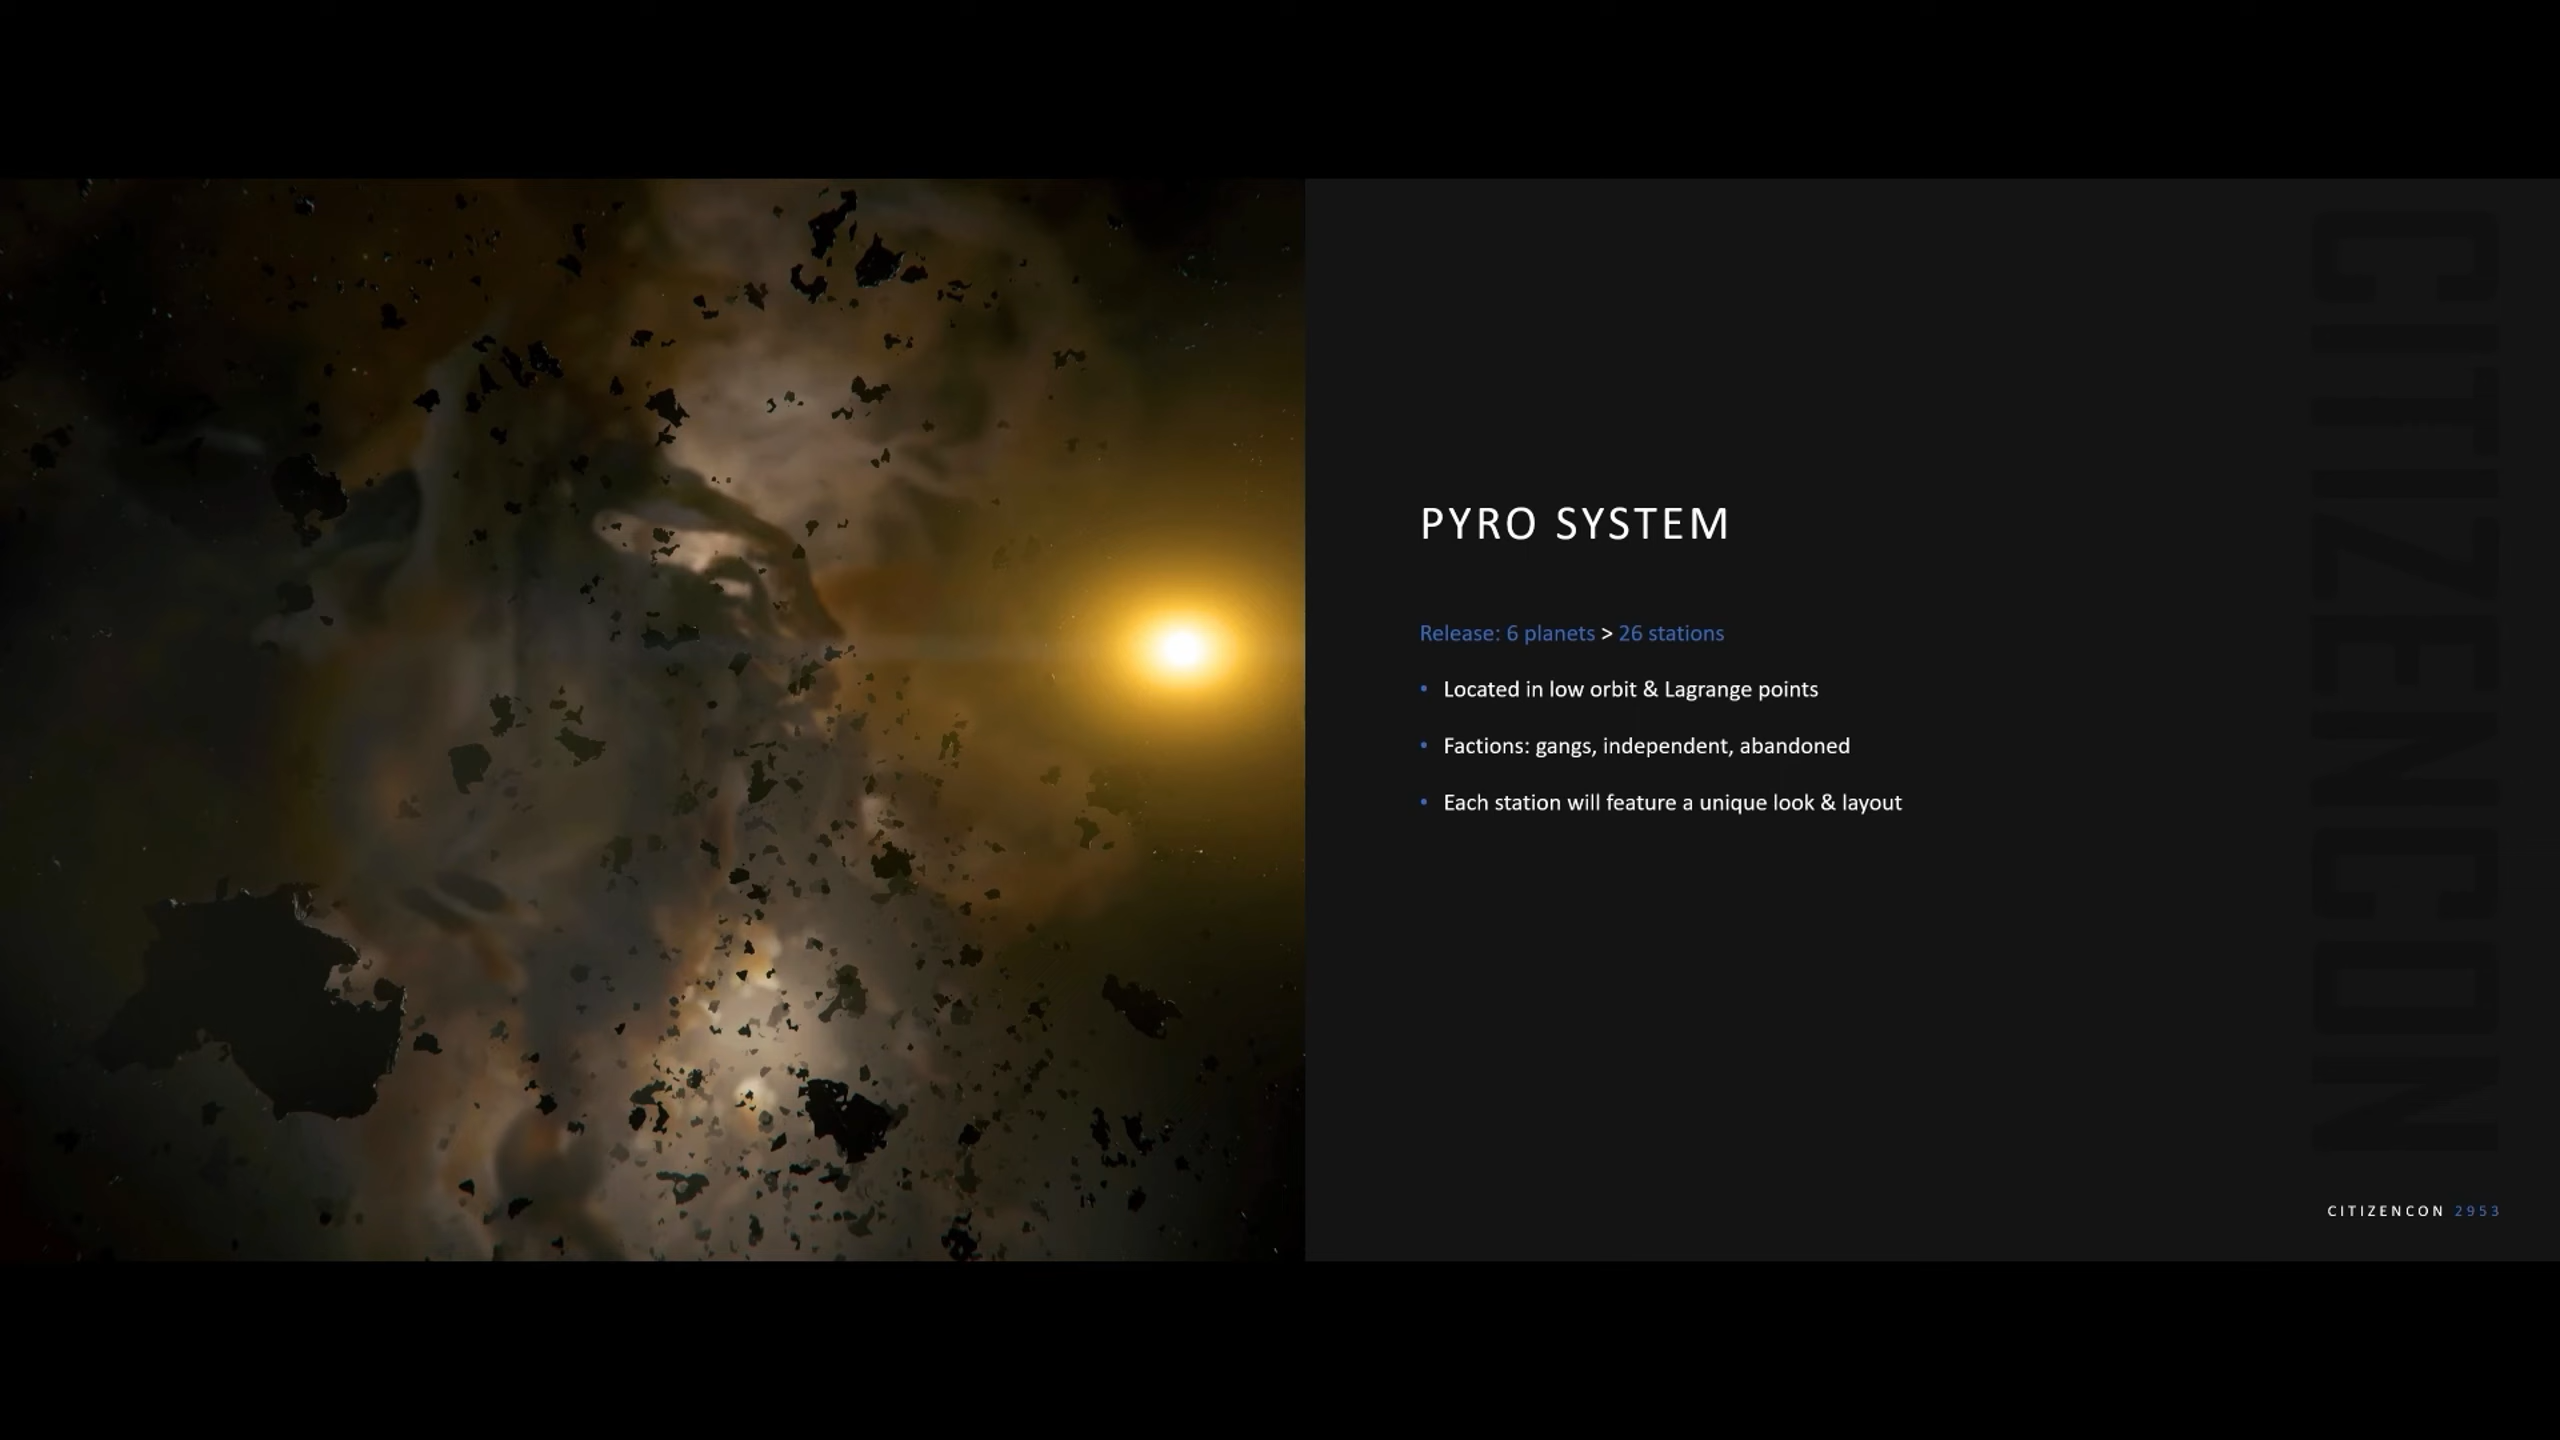 PYRO SYSTEM
Release: 6 planets > 26 stations
• Located in low orbit & Lagrange points
• Factions: gangs, independent, abandoned
• Each station will feature a unique look & layout
CITIZENCON
CITIZENCON 2953